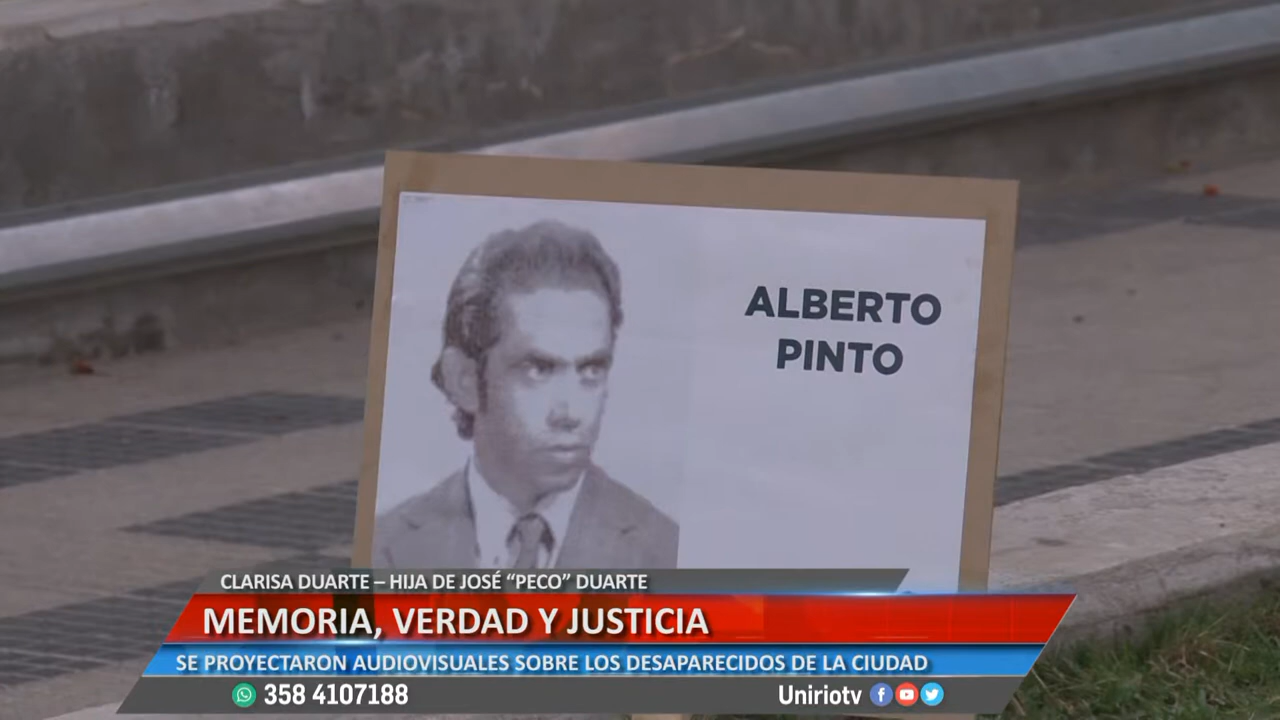 ALBERTO
PINTO
CLARISA DUARTE – HIJA DE JOSÉ “PECO” DUARTE
MEMORIA, VERDAD Y JUSTICIA
SE PROYECTARON AUDIOVISUALES SOBRE LOS DESAPARECIDOS DE LA CIUDAD
358 4107188
Uniriotv